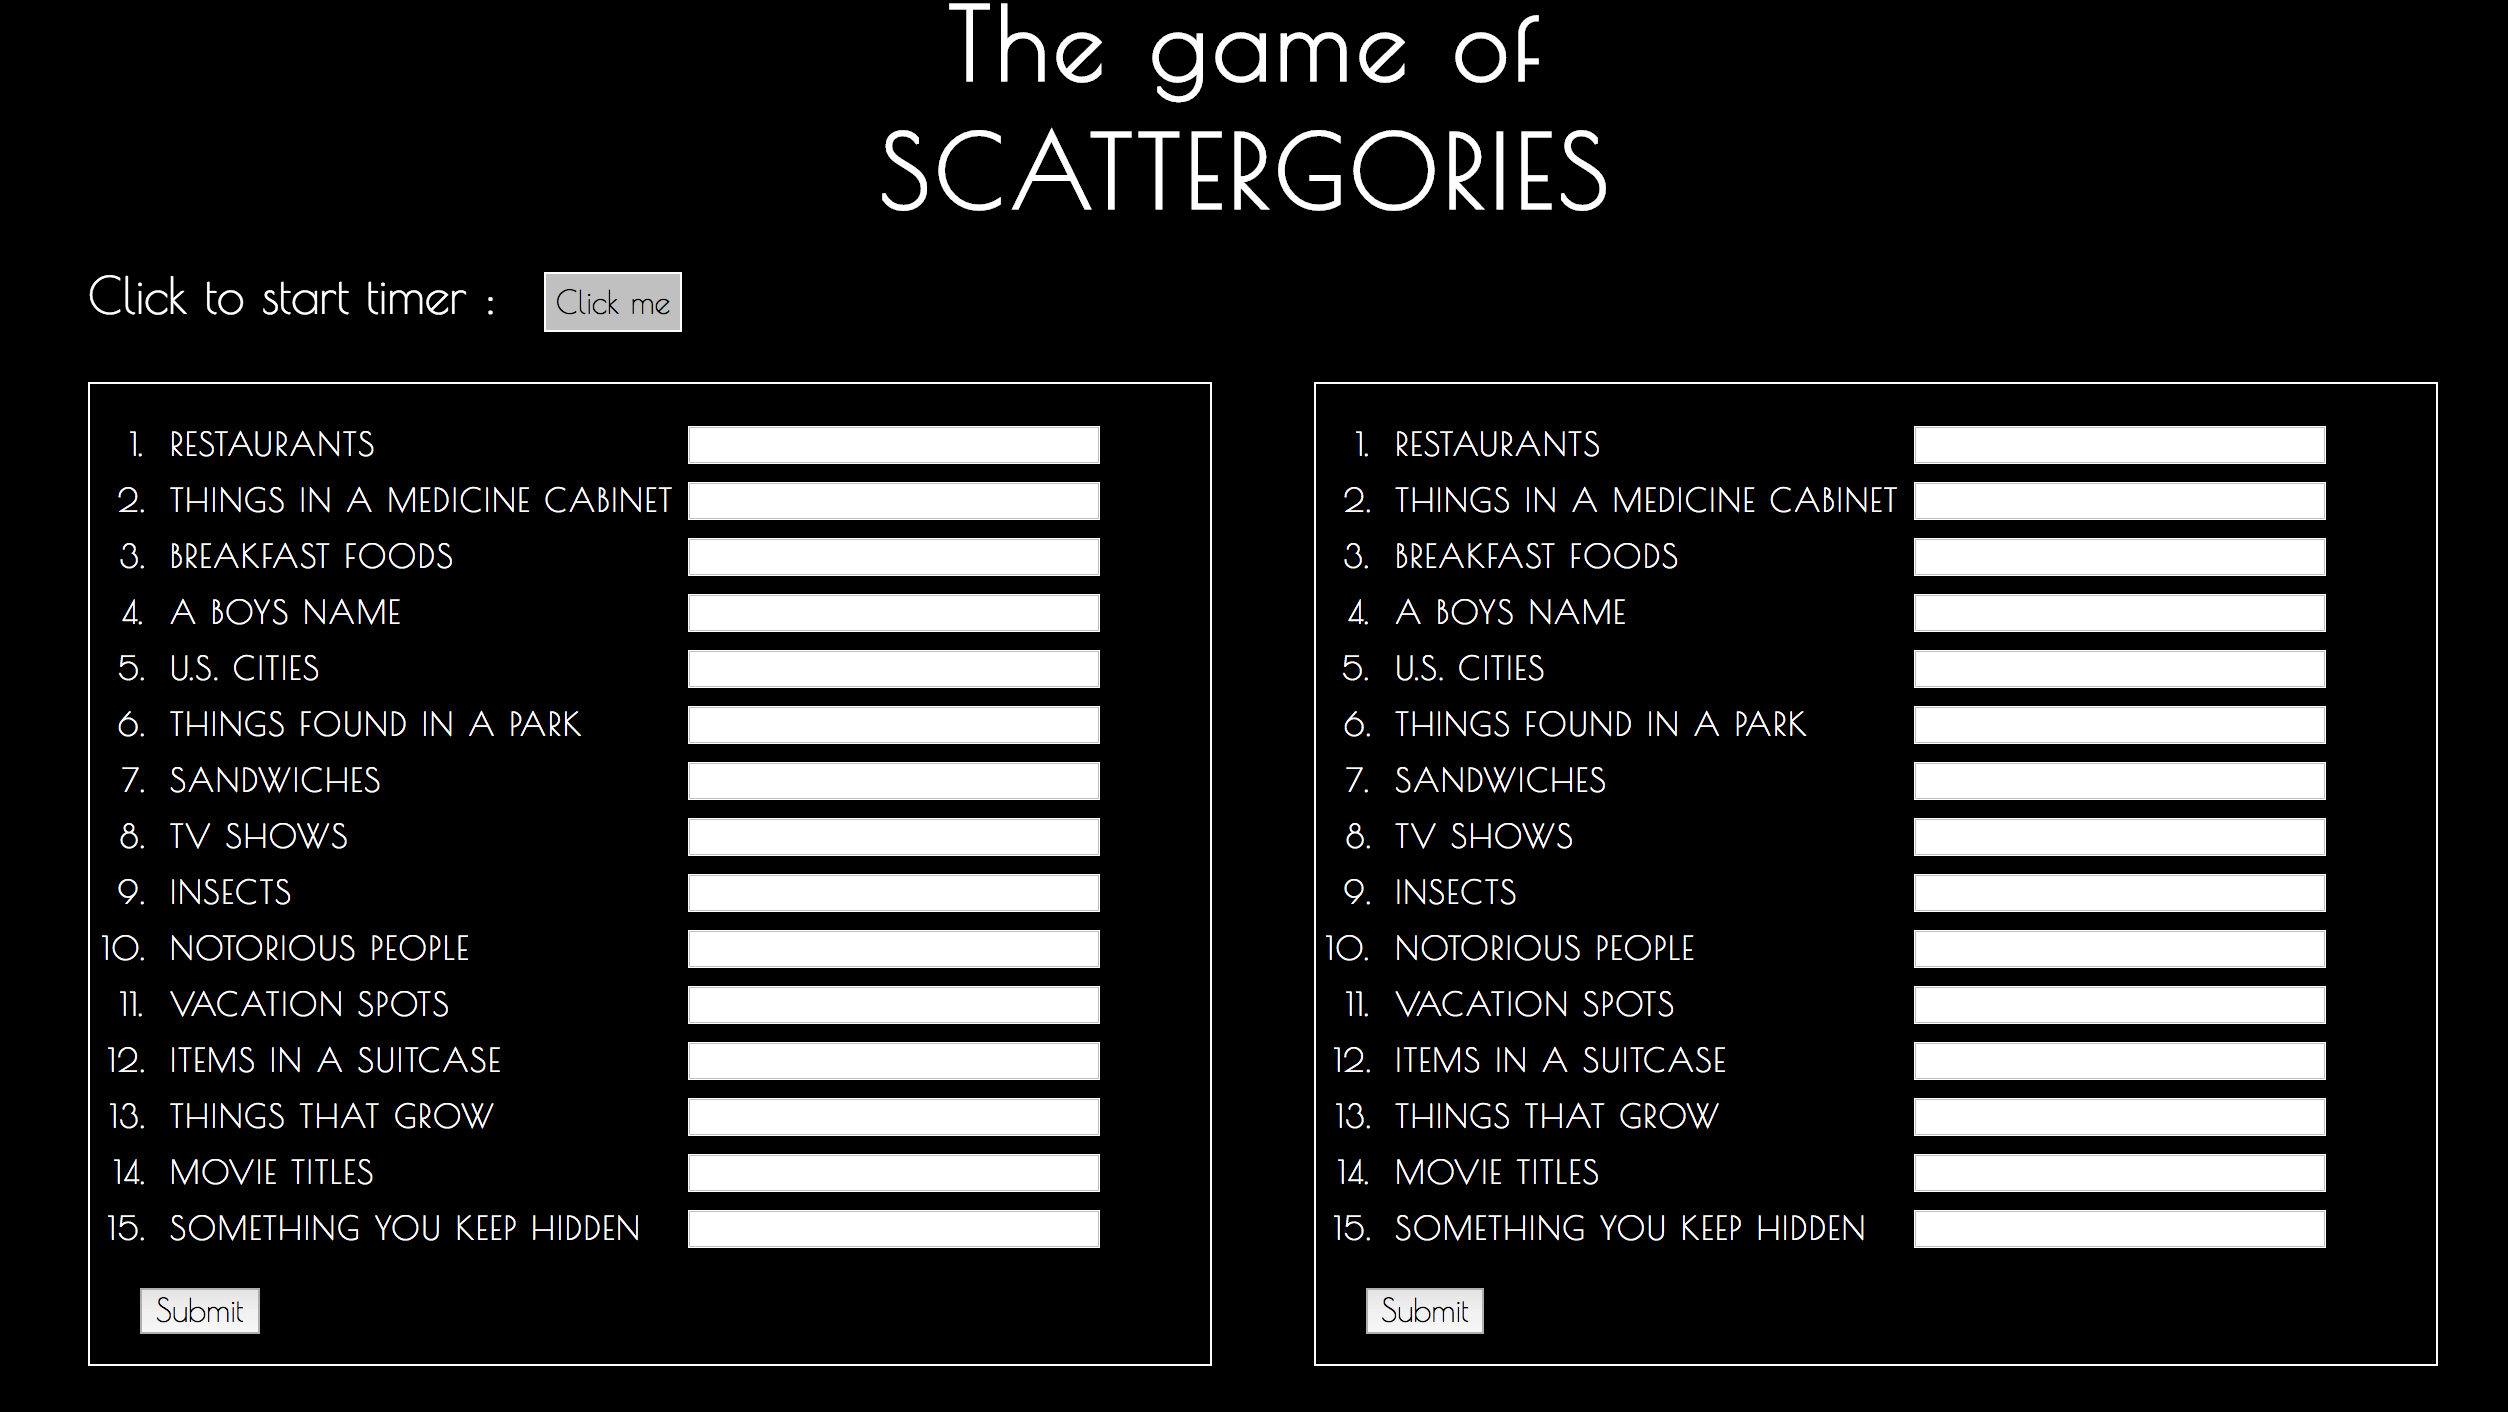 The game of
SCATTERGORIES
Click to start timer : Click me
1. RESTAURANTS
2. THINGS IN A MEDICINE CABINET
3. BREAKFAST FOODS
4. A BOYS NAME
5. U.S. CITIES
6. THINGS FOUND IN A PARK
7. SANDWICHES
8. TV SHOWS
9. INSECTS
10. NOTORIOUS PEOPLE
11. VACATION SPOTS
12. ITEMS IN A SUITCASE
13. THINGS THAT GROW
14. MOVIE TITLES
15. SOMETHING YOU KEEP HIDDEN
Submit
1. RESTAURANTS
2. THINGS IN A MEDICINE CABINET
3. BREAKFAST FOODS
4. A BOYS NAME
5. U.S. CITIES
6. THINGS FOUND IN A PARK
7. SANDWICHES
8. TV SHOWS
9. INSECTS
10. NOTORIOUS PEOPLE
11. VACATION SPOTS
12. ITEMS IN A SUITCASE
13. THINGS THAT GROW
14. MOVIE TITLES
15. SOMETHING YOU KEEP HIDDEN
Submit